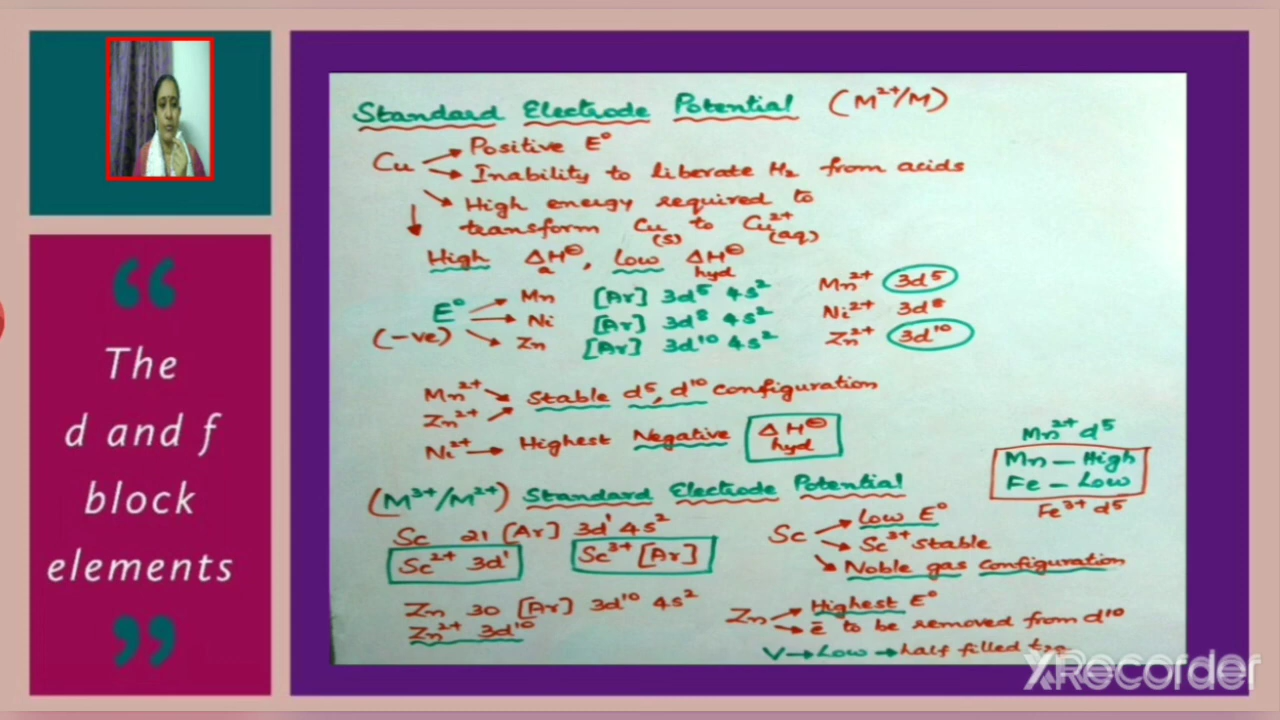 “
The
d and f
block
elements
”
Standard Electrode Potential (M²⁺/M)
Cu → Positive E°
→ Inability to liberate H₂ from acids
→ High energy required to
transform Cu(s) to Cu²⁺(aq)
High ΔₐH⊖, Low Δhyd H⊖
E° (-ve)
→ Mn [Ar] 3d⁵ 4s² Mn²⁺ 3d⁵
→ Ni [Ar] 3d⁸ 4s² Ni²⁺ 3d⁸
→ Zn [Ar] 3d¹⁰ 4s² Zn²⁺ 3d¹⁰
Mn²⁺
Zn²⁺ → Stable d⁵, d¹⁰ configuration
Ni²⁺ → Highest Negative Δhyd H⊖
Mn²⁺ d⁵
Mn – High
Fe – Low
Fe³⁺ d⁵
(M³⁺/M²⁺) Standard Electrode Potential
Sc 21 [Ar] 3d¹ 4s²
Sc²⁺ 3d¹ Sc³⁺ [Ar]
Sc → Low E°
→ Sc³⁺ stable
→ Noble gas configuration
Zn 30 [Ar] 3d¹⁰ 4s²
Zn²⁺ 3d¹⁰
Zn → Highest E°
→ ē to be removed from d¹⁰
V → Low → half filled t₂g
XRecorder